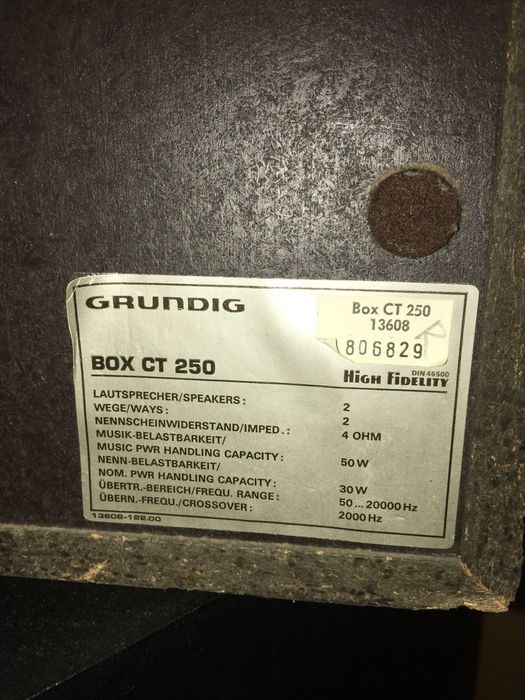 GRUNDIG
Box CT 250
13608
806829
BOX CT 250
DIN 45500
HIGH FIDELITY
LAUTSPRECHER/SPEAKERS: 2
WEGE/WAYS: 2
NENNSCHEINWIDERSTAND/IMPED.: 4 OHM
MUSIK-BELASTBARKEIT/
MUSIC PWR HANDLING CAPACITY: 50 W
NENN-BELASTBARKEIT/
NOM. PWR HANDLING CAPACITY: 30 W
ÜBERTR.-BEREICH/FREQU. RANGE: 50...20000 Hz
ÜBERN.-FREQU./CROSSOVER: 2000 Hz
13608-122.00